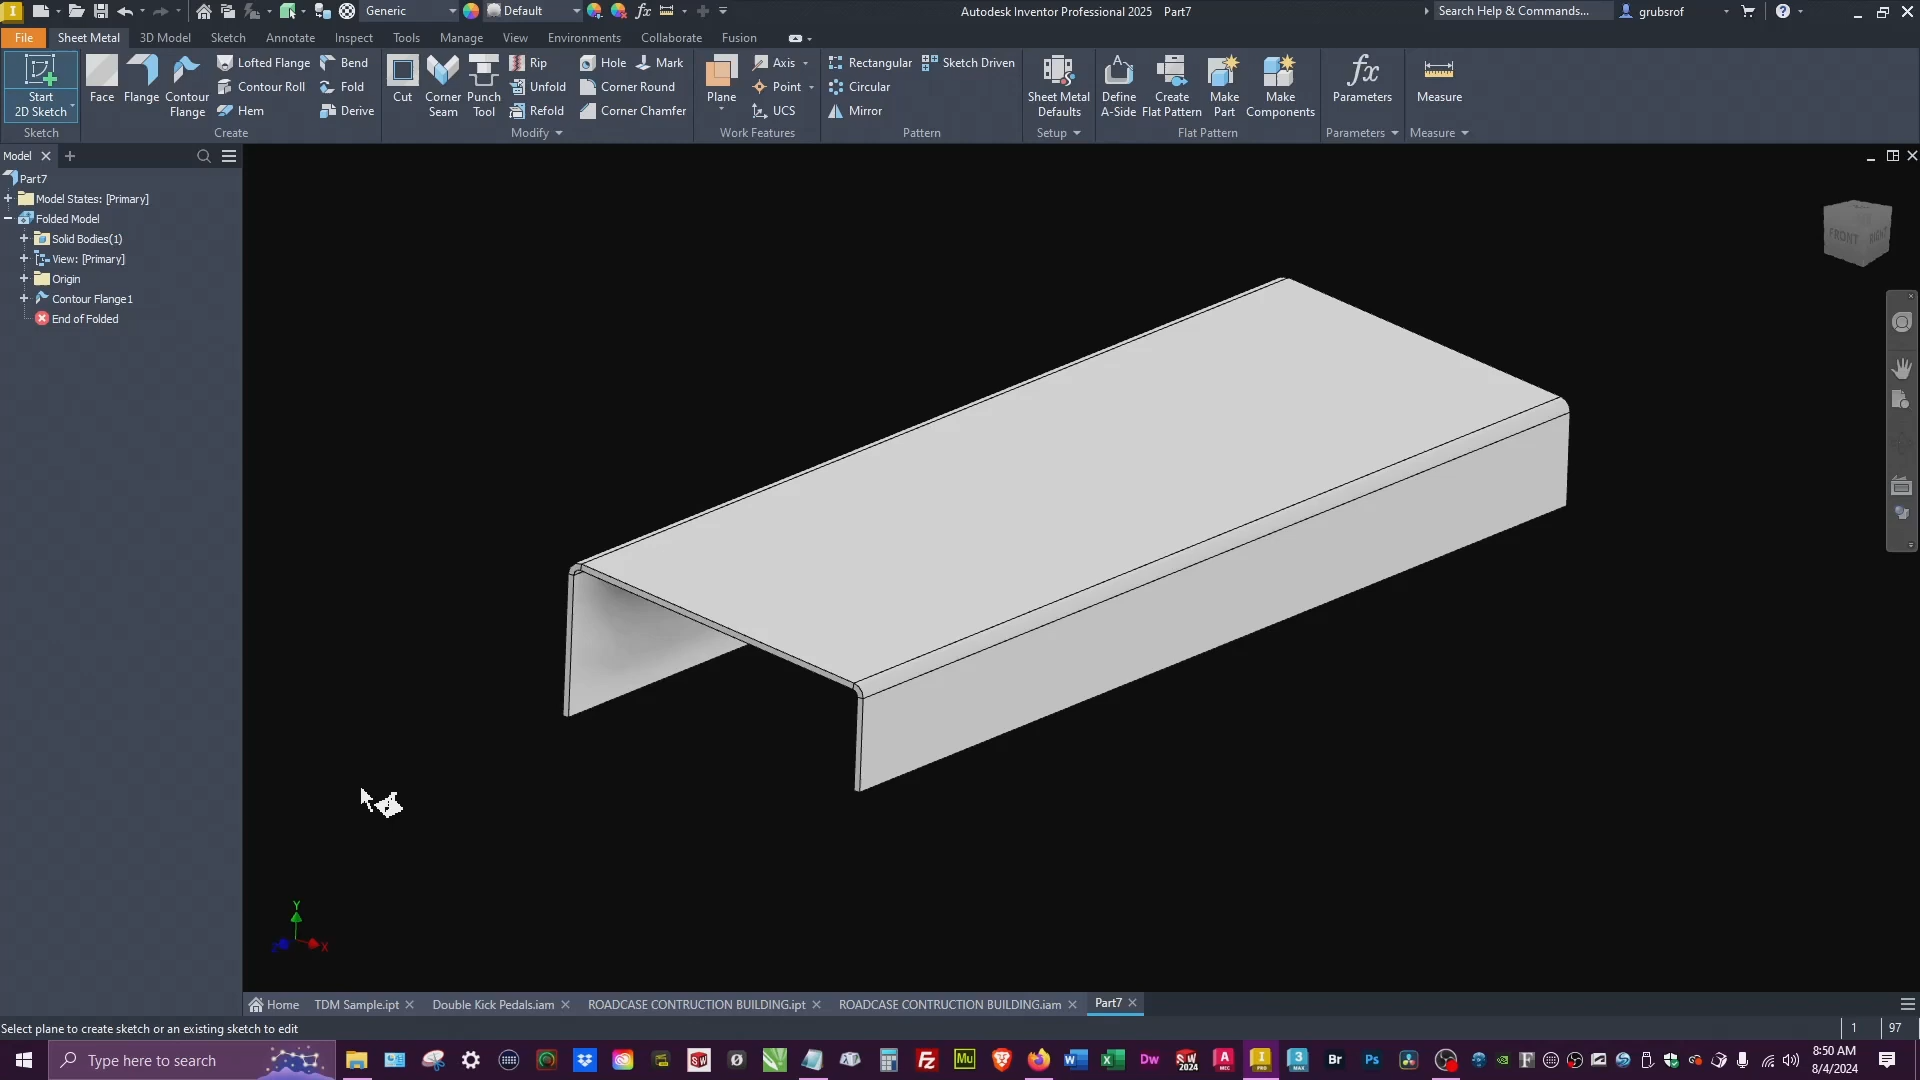 Generic
Default
Autodesk Inventor Professional 2025 Part7
Search Help & Commands...
grubsrof
File
Sheet Metal
3D Model
Sketch
Annotate
Inspect
Tools
Manage
View
Environments
Collaborate
Fusion
Start
2D Sketch
Sketch
Face
Flange
Contour
Flange
Lofted Flange
Contour Roll
Hem
Bend
Fold
Derive
Create
Cut
Corner
Seam
Punch
Tool
Rip
Unfold
Refold
Hole
Mark
Corner Round
Corner Chamfer
Modify
Plane
Axis
Point
UCS
Work Features
Rectangular
Circular
Mirror
Sketch Driven
Pattern
Sheet Metal
Defaults
Setup
Define
A-Side
Create
Flat Pattern
Make
Part
Make
Components
Flat Pattern
fx
Parameters
Parameters
Measure
Measure
Model
Part7
Model States: [Primary]
Folded Model
Solid Bodies(1)
View: [Primary]
Origin
Contour Flange1
End of Folded
FRONT
RIGHT
Y
Z
X
Home
TDM Sample.ipt
Double Kick Pedals.iam
ROADCASE CONTRUCTION BUILDING.ipt
ROADCASE CONTRUCTION BUILDING.iam
Part7
Select plane to create sketch or an existing sketch to edit
1
97
Type here to search
8:50 AM
8/4/2024